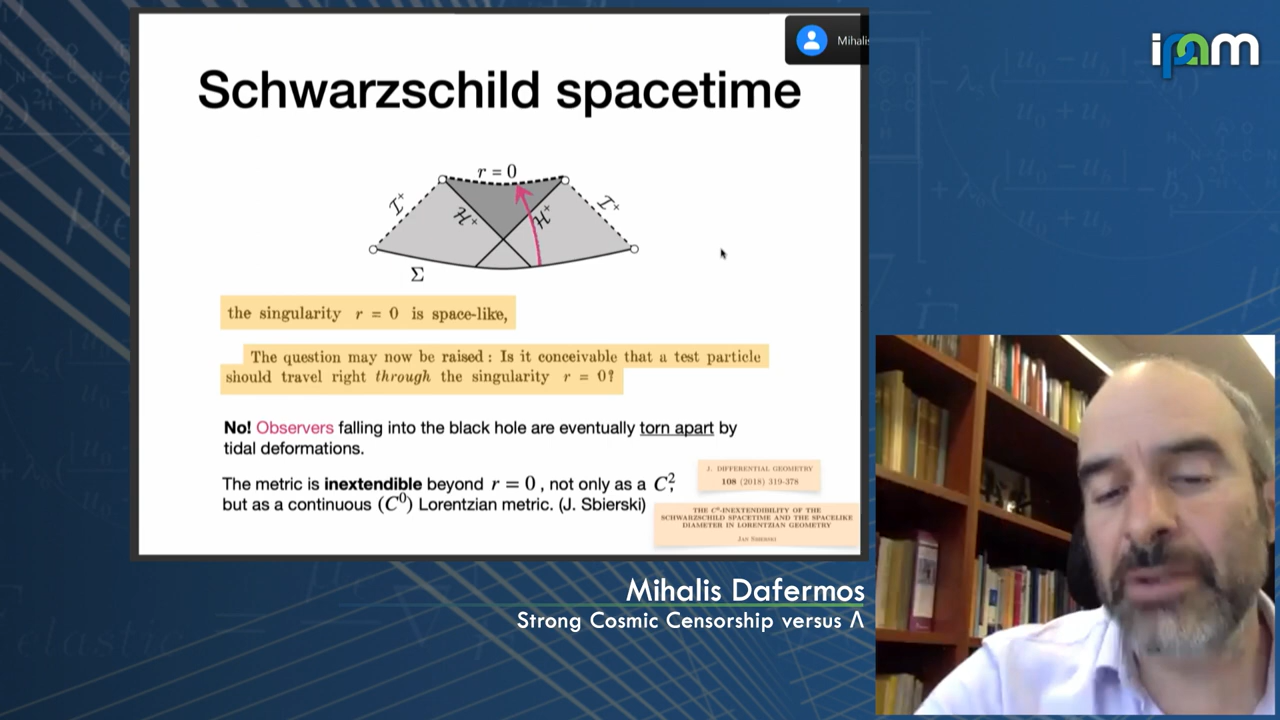 Mihalis
ipam
Schwarzschild spacetime
r = 0
I⁺
H⁺
H⁺
I⁺
Σ
the singularity r = 0 is space-like,
The question may now be raised : Is it conceivable that a test particle
should travel right through the singularity r = 0?
No! Observers falling into the black hole are eventually torn apart by
tidal deformations.
The metric is inextendible beyond r = 0 , not only as a C²,
but as a continuous (C⁰) Lorentzian metric. (J. Sbierski)
J. DIFFERENTIAL GEOMETRY
108 (2018) 319-378
THE C⁰-INEXTENDIBILITY OF THE
SCHWARZSCHILD SPACETIME AND THE SPACELIKE
DIAMETER IN LORENTZIAN GEOMETRY
JAN SBIERSKI
Mihalis Dafermos
Strong Cosmic Censorship versus Λ